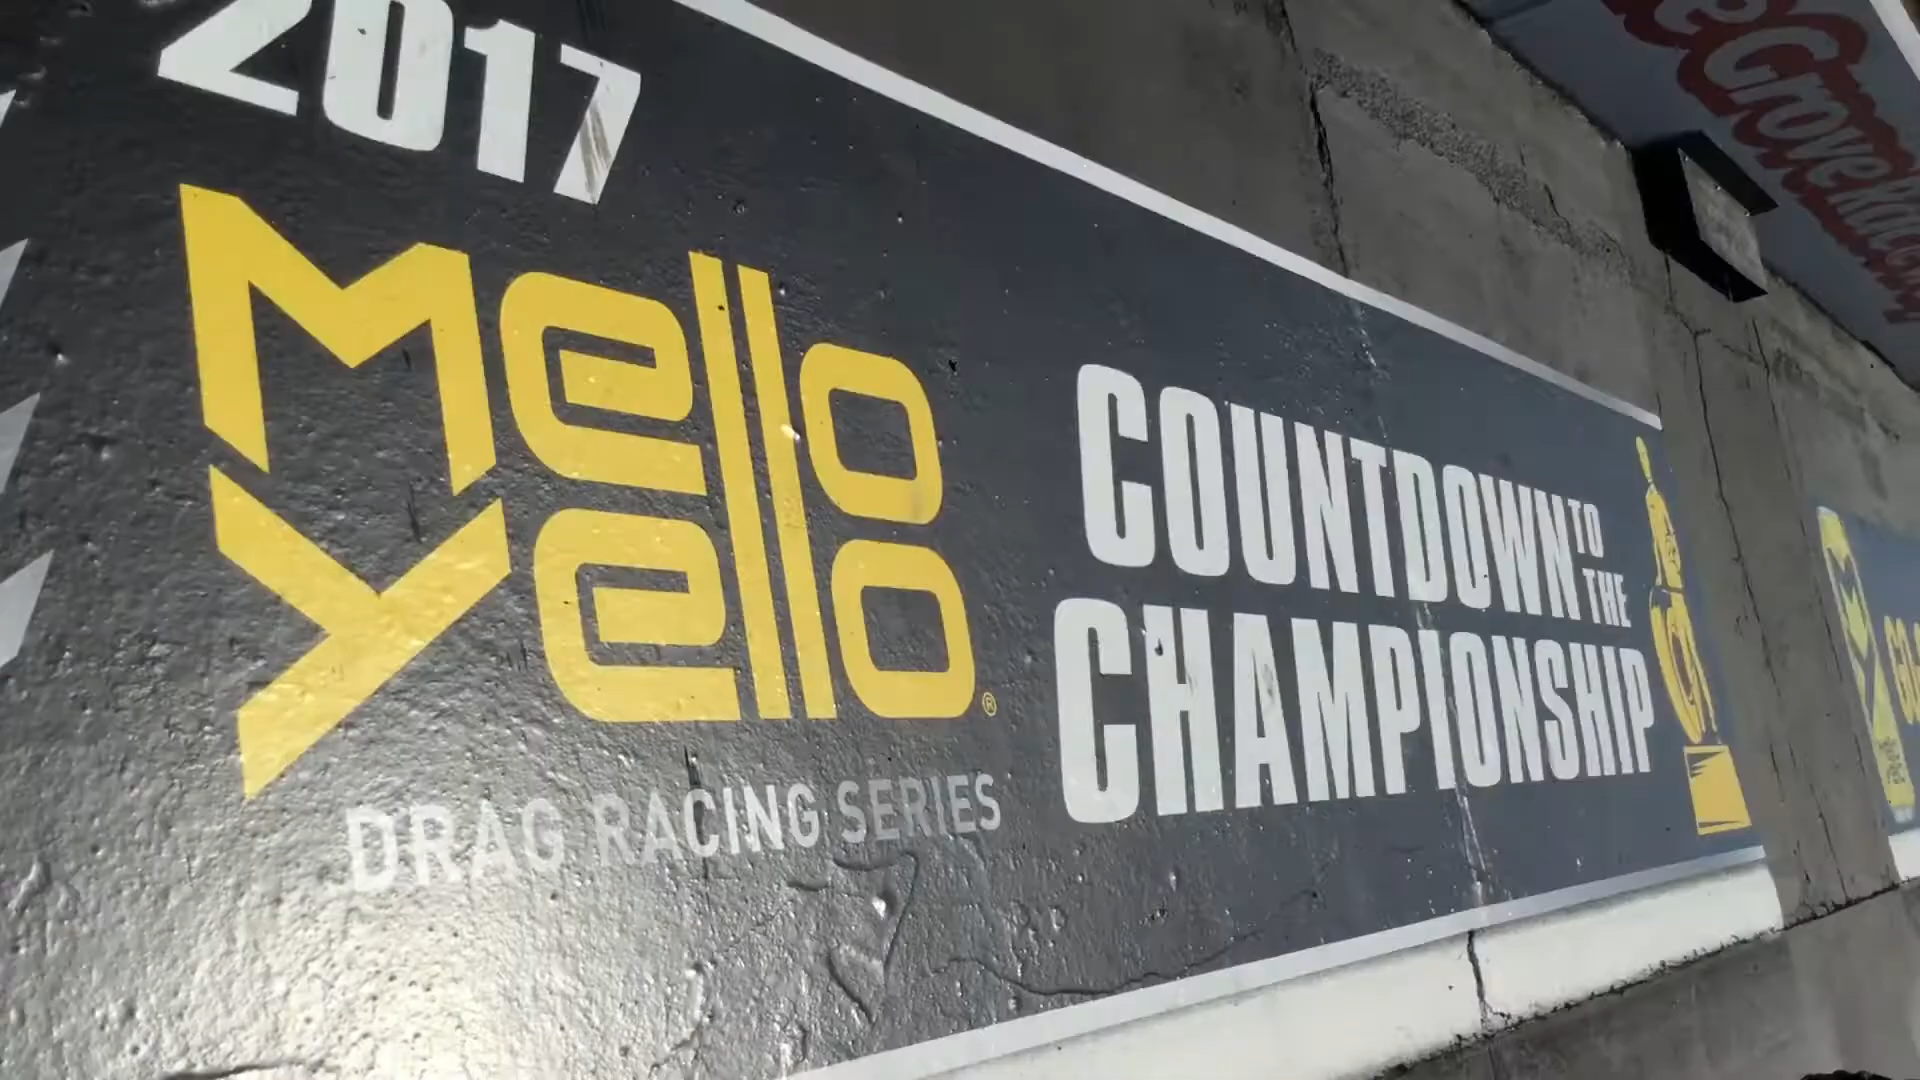 2017
Mello
Yello®
DRAG RACING SERIES
COUNTDOWN TO THE
CHAMPIONSHIP